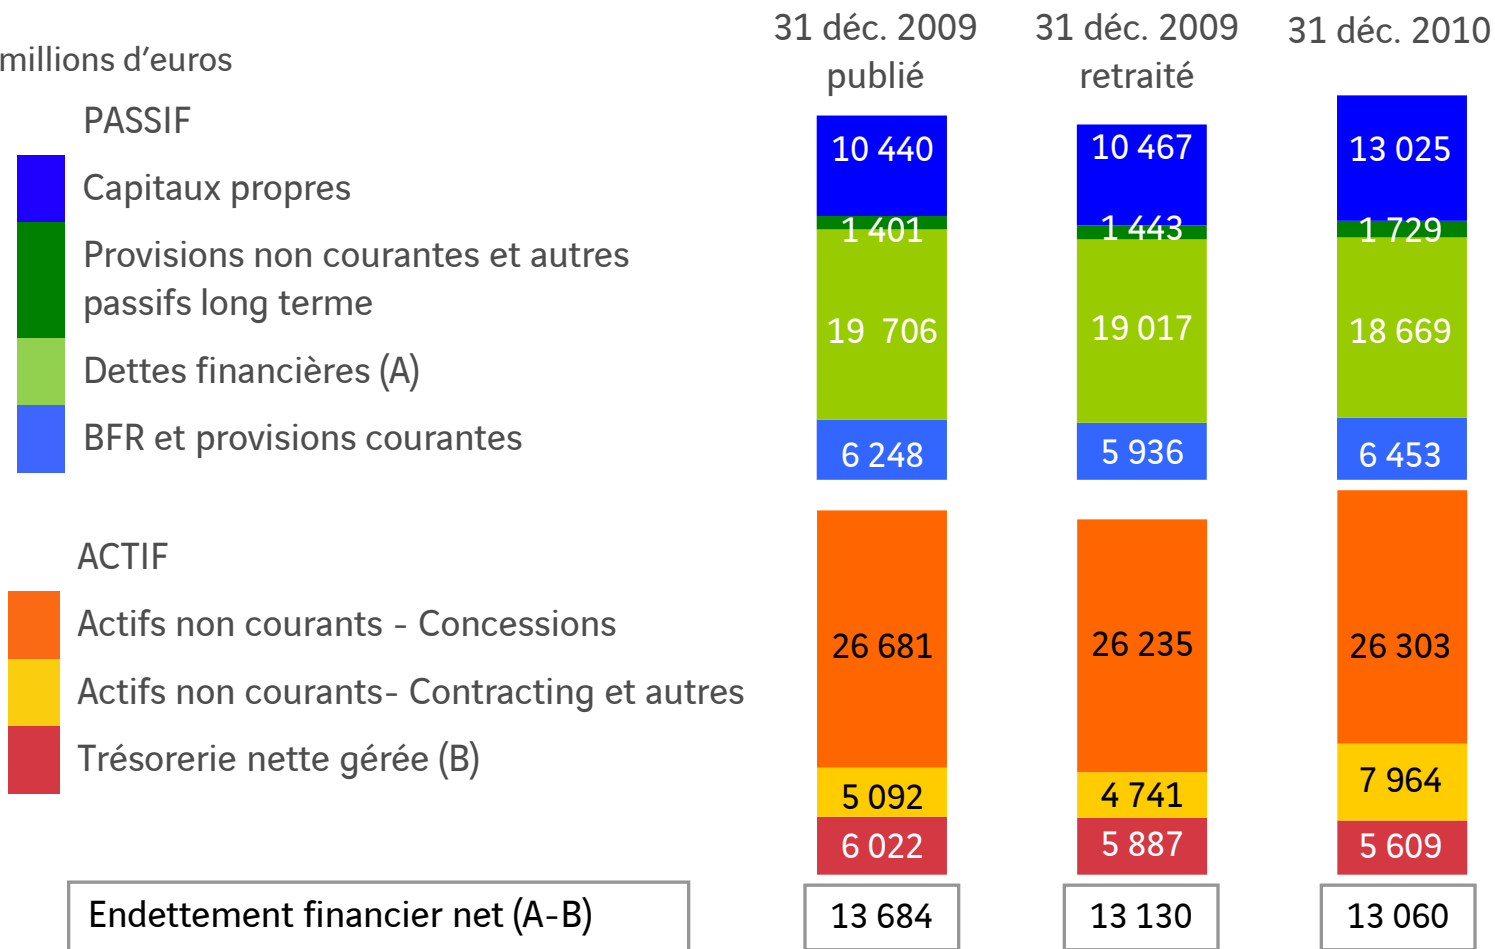 31 déc. 2009 31 déc. 2009 31 déc. 2010
millions d'euros publié retraité
PASSIF
10 440 10 467 13 025
Capitaux propres
1 401 1 443 1 729
Provisions non courantes et autres
passifs long terme
19 706 19 017 18 669
Dettes financières (A)
BFR et provisions courantes
6 248 5 936 6 453
ACTIF
Actifs non courants - Concessions
26 681 26 235 26 303
Actifs non courants- Contracting et autres
Trésorerie nette gérée (B)
5 092 4 741 7 964
6 022 5 887 5 609
Endettement financier net (A-B) 13 684 13 130 13 060